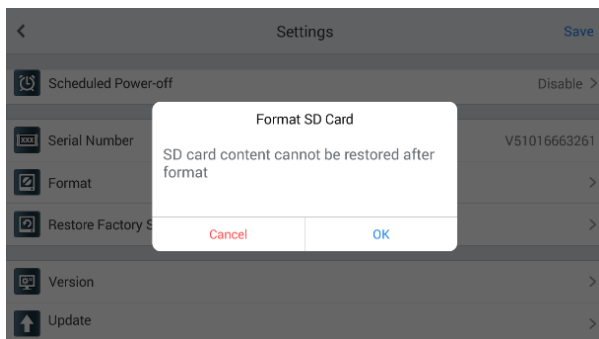 Settings
Save
Scheduled Power-off
Disable
Format SD Card
Serial Number
V51016663261
SD card content cannot be restored after
format
Format
Restore Factory S
Cancel
OK
Version
Update